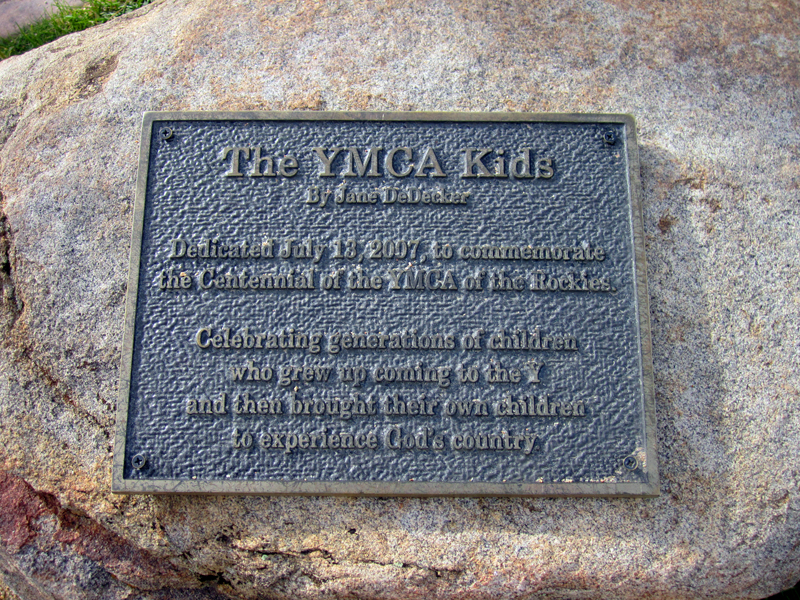 The YMCA Kids
By Jane DeDecker
Dedicated July 13, 2007, to commemorate
the Centennial of the YMCA of the Rockies.
Celebrating generations of children
who grew up coming to the Y
and then brought their own children
to experience God's country